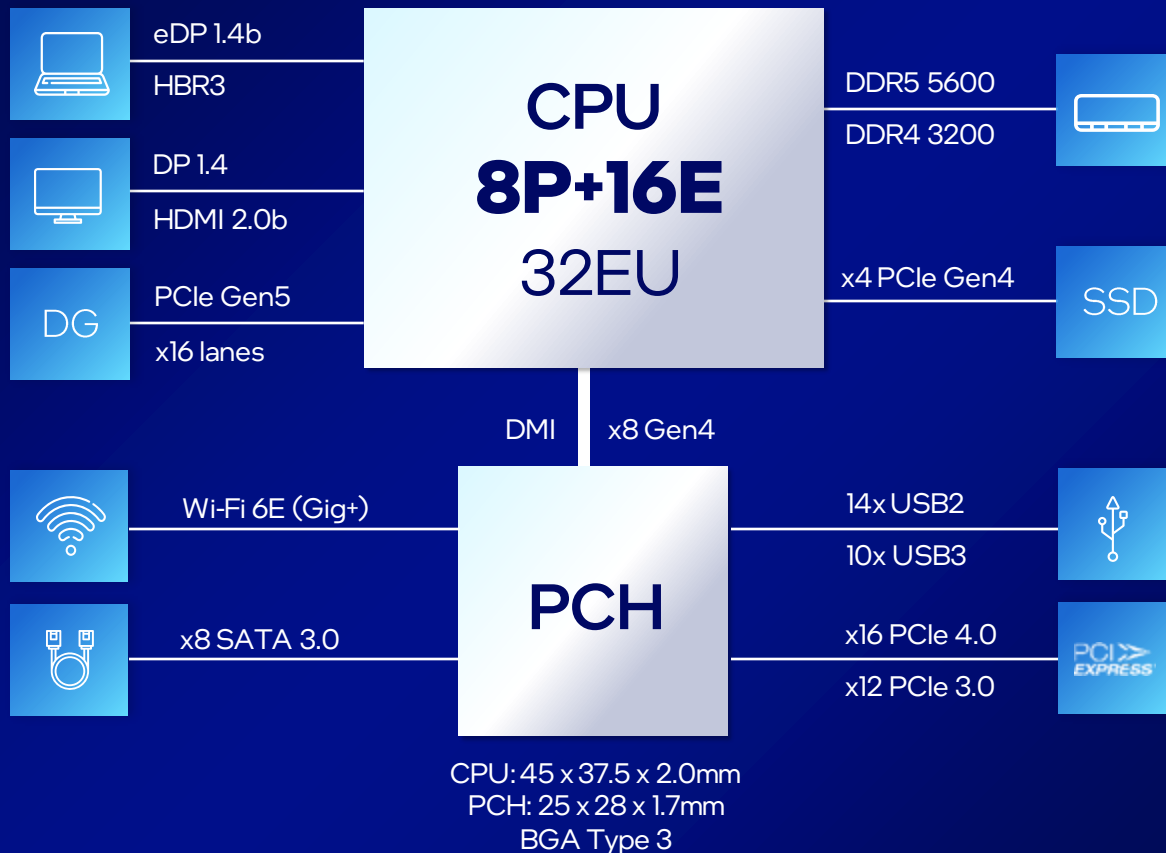 eDP 1.4b
HBR3
DP 1.4
HDMI 2.0b
DG
PCIe Gen5
x16 lanes
CPU
8P+16E
32EU
DDR5 5600
DDR4 3200
x4 PCIe Gen4
SSD
DMI
x8 Gen4
Wi-Fi 6E (Gig+)
x8 SATA 3.0
PCH
14x USB2
10x USB3
x16 PCIe 4.0
x12 PCIe 3.0
PCI
EXPRESS
CPU: 45 x 37.5 x 2.0mm
PCH: 25 x 28 x 1.7mm
BGA Type 3